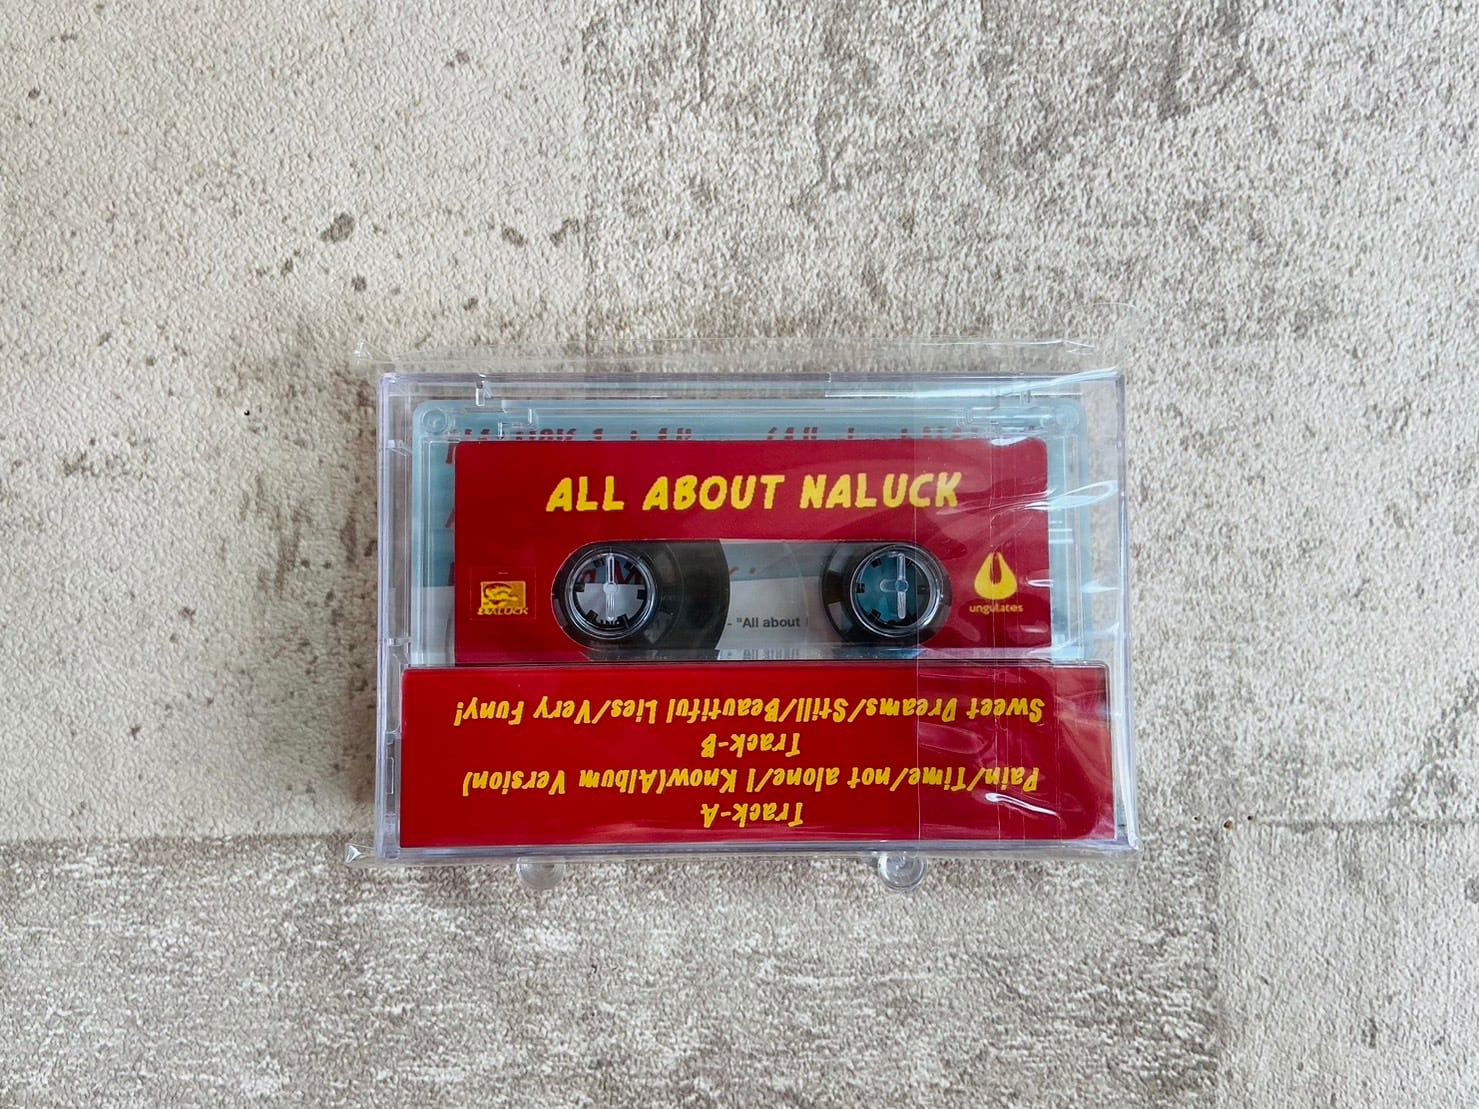 ALL ABOUT NALUCK
NALUCK
ungulates
- "All about
Track-A
Pain/Time/not alone/I Know(Album Version)
Track-B
Sweet Dreams/Still/Beautiful Lies/Very Funy!